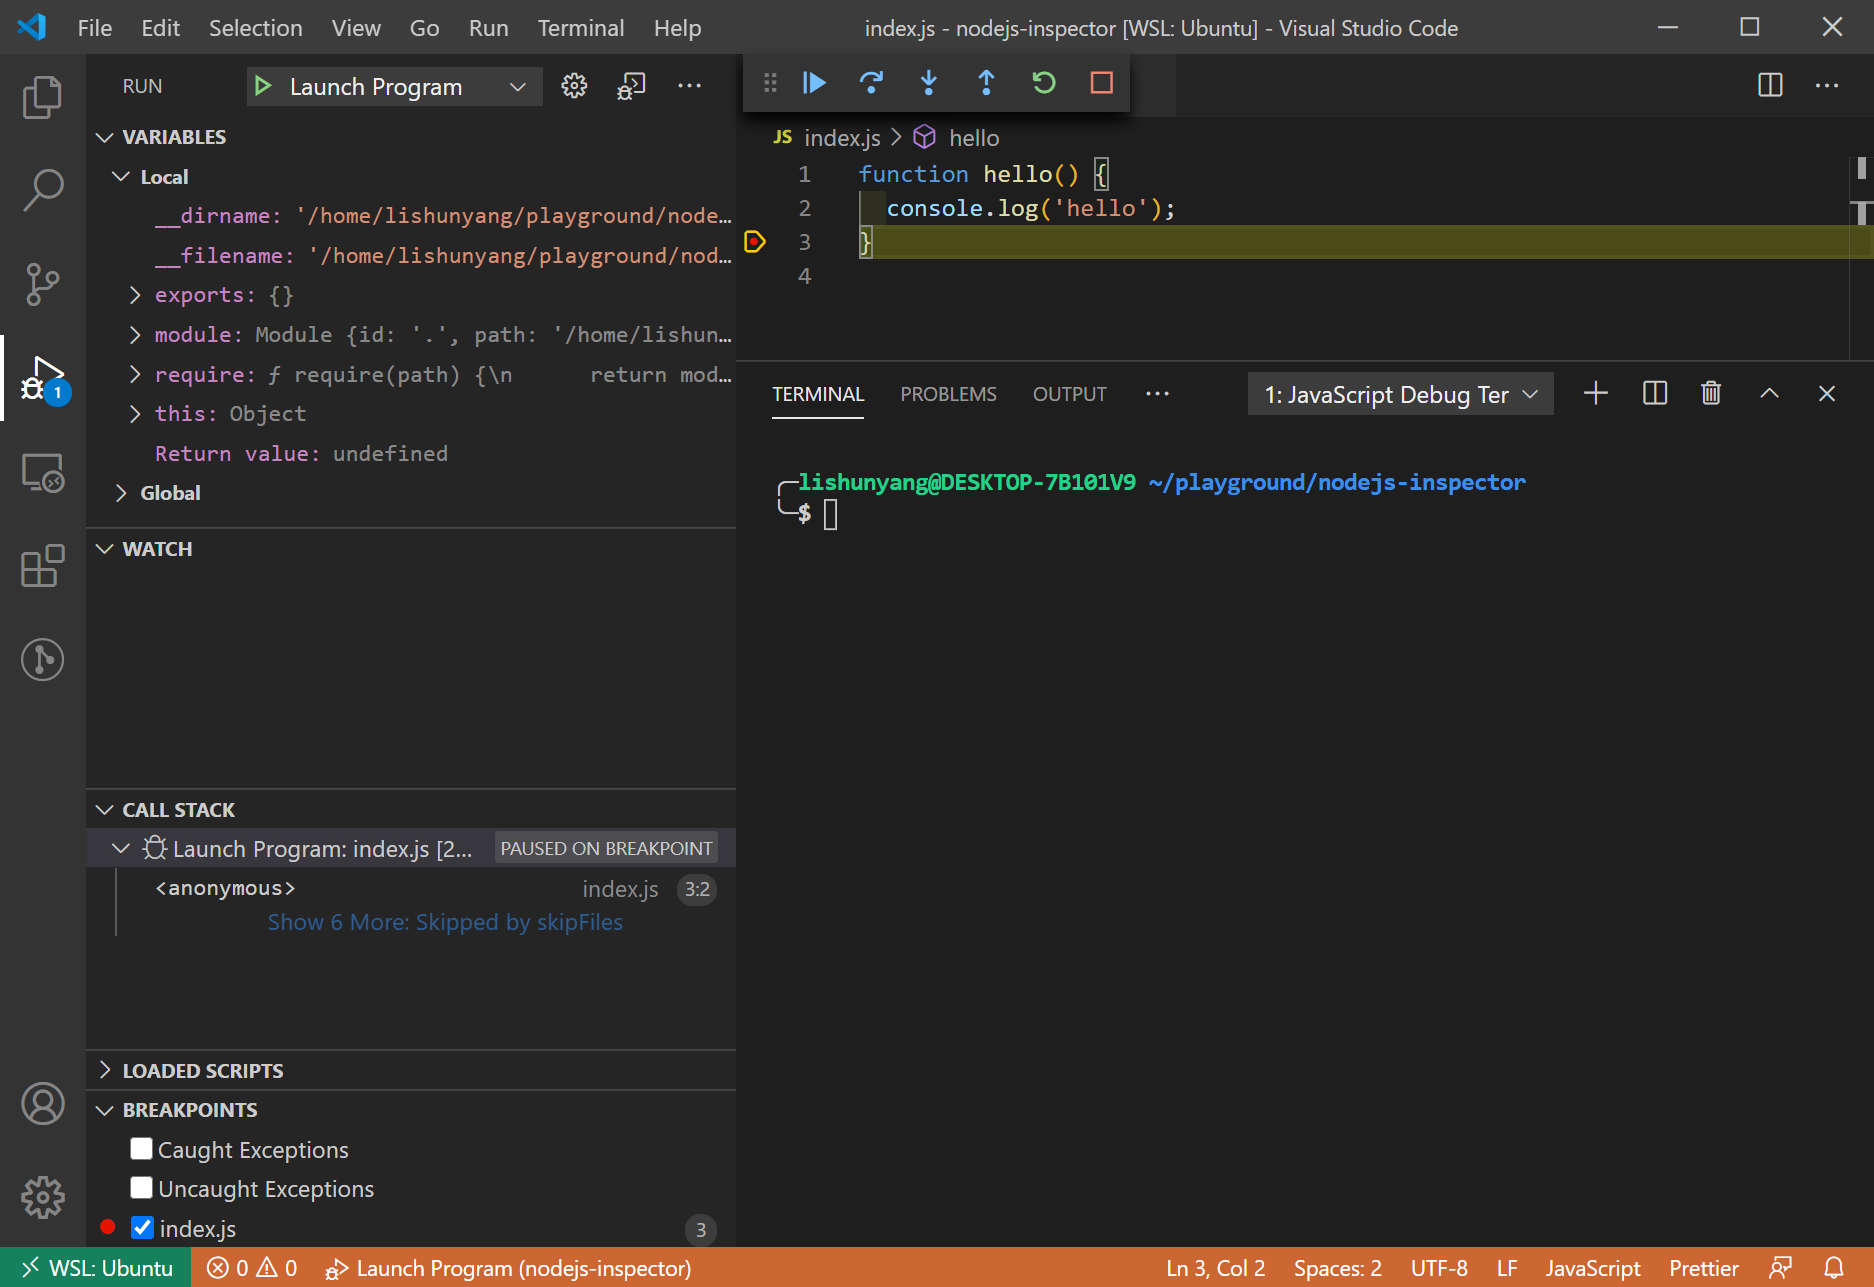 File Edit Selection View Go Run Terminal Help
index.js - nodejs-inspector [WSL: Ubuntu] - Visual Studio Code
RUN Launch Program
VARIABLES
Local
__dirname: '/home/lishunyang/playground/node…
__filename: '/home/lishunyang/playground/nod…
exports: {}
module: Module {id: '.', path: '/home/lishun…
require: ƒ require(path) {\n      return mod…
this: Object
Return value: undefined
Global
WATCH
CALL STACK
Launch Program: index.js [2... PAUSED ON BREAKPOINT
<anonymous> index.js 3:2
Show 6 More: Skipped by skipFiles
LOADED SCRIPTS
BREAKPOINTS
Caught Exceptions
Uncaught Exceptions
index.js 3
1
JS index.js > hello
1 function hello() {
2   console.log('hello');
3 }
4
TERMINAL PROBLEMS OUTPUT ··· 1: JavaScript Debug Ter
lishunyang@DESKTOP-7B101V9 ~/playground/nodejs-inspector
$
WSL: Ubuntu 0 0 Launch Program (nodejs-inspector) Ln 3, Col 2 Spaces: 2 UTF-8 LF JavaScript Prettier